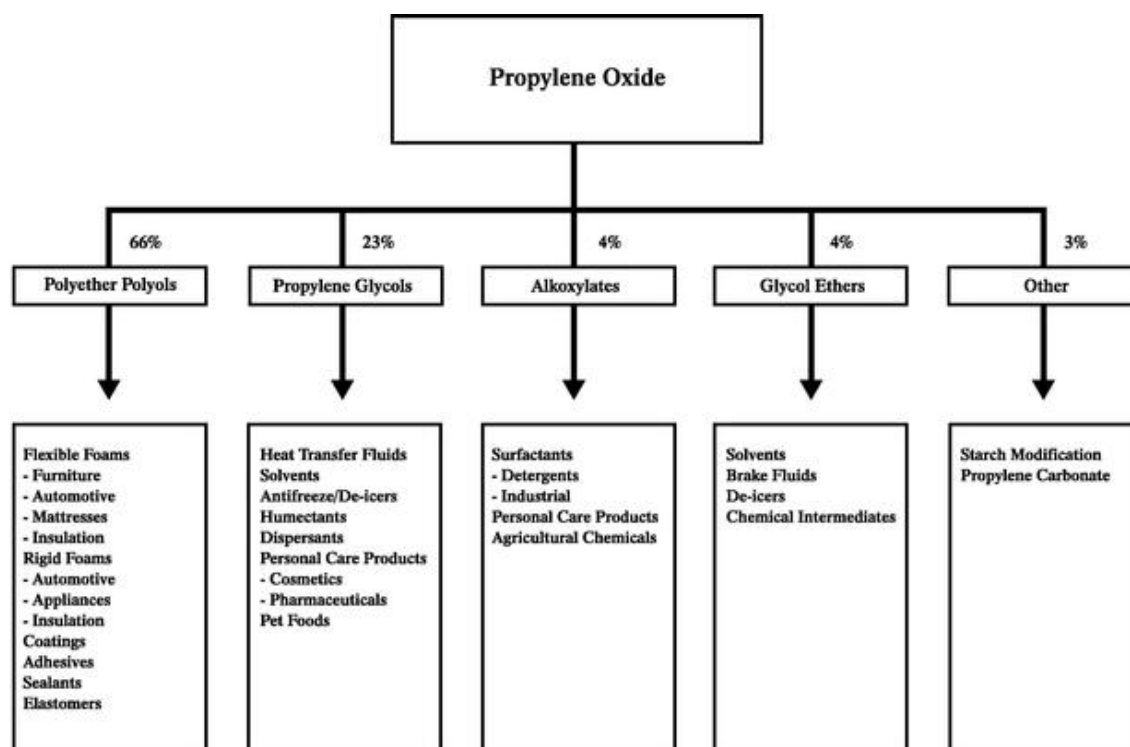 Propylene Oxide
66%
23%
4%
4%
3%
Polyether Polyols
Propylene Glycols
Alkoxylates
Glycol Ethers
Other
Flexible Foams
- Furniture
- Automotive
- Mattresses
- Insulation
Rigid Foams
- Automotive
- Appliances
- Insulation
Coatings
Adhesives
Sealants
Elastomers
Heat Transfer Fluids
Solvents
Antifreeze/De-icers
Humectants
Dispersants
Personal Care Products
- Cosmetics
- Pharmaceuticals
Pet Foods
Surfactants
- Detergents
- Industrial
Personal Care Products
Agricultural Chemicals
Solvents
Brake Fluids
De-icers
Chemical Intermediates
Starch Modification
Propylene Carbonate